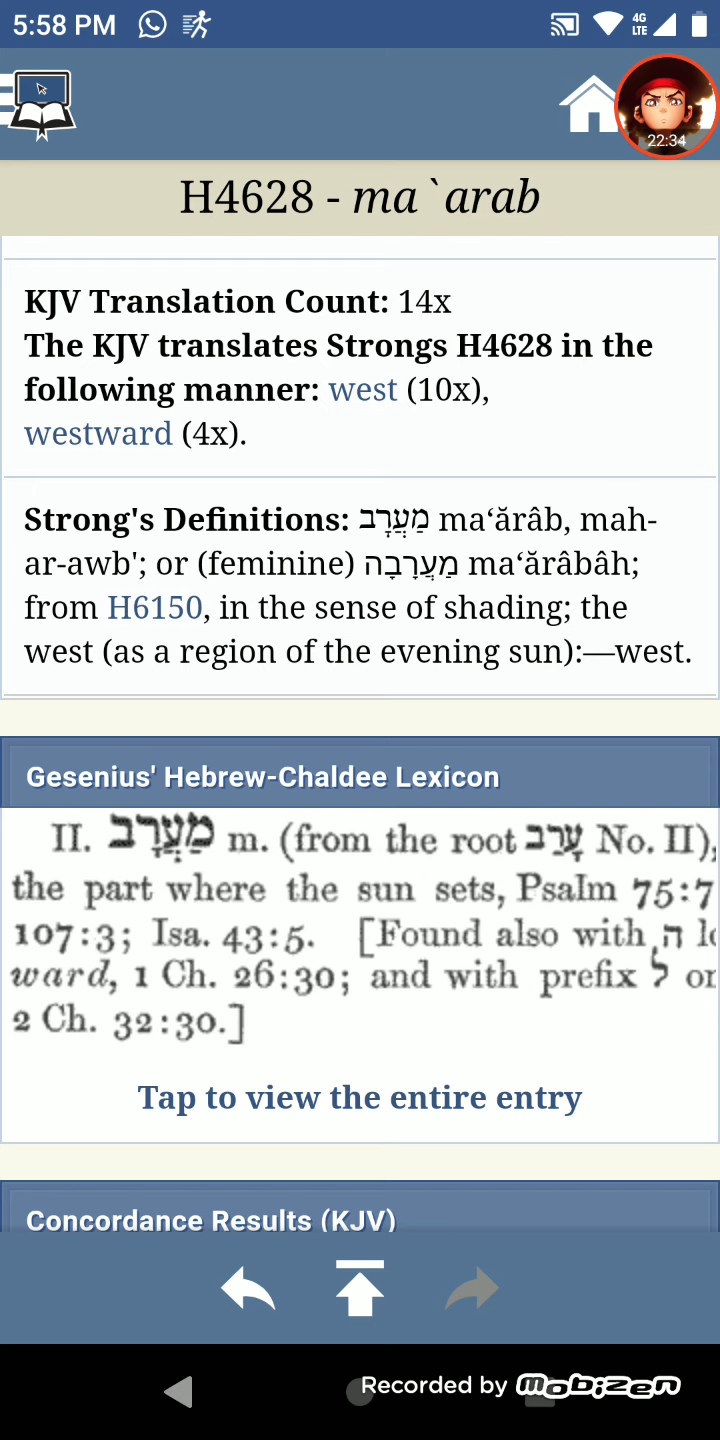 5:58 PM
4G
LTE
22:34
H4628 - ma`arab
KJV Translation Count: 14x
The KJV translates Strongs H4628 in the
following manner: west (10x),
westward (4x).
Strong's Definitions: מַעֲרָב maʻărâb, mah-
ar-awb'; or (feminine) מַעֲרָבָה maʻărâbâh;
from H6150, in the sense of shading; the
west (as a region of the evening sun):—west.
Gesenius' Hebrew-Chaldee Lexicon
II. מַעֲרָב m. (from the root עָרַב No. II),
the part where the sun sets, Psalm 75:7
107:3; Isa. 43:5. [Found also with ה
ward, 1 Ch. 26:30; and with prefix ל
2 Ch. 32:30.]
Tap to view the entire entry
Concordance Results (KJV)
Recorded by mobizen